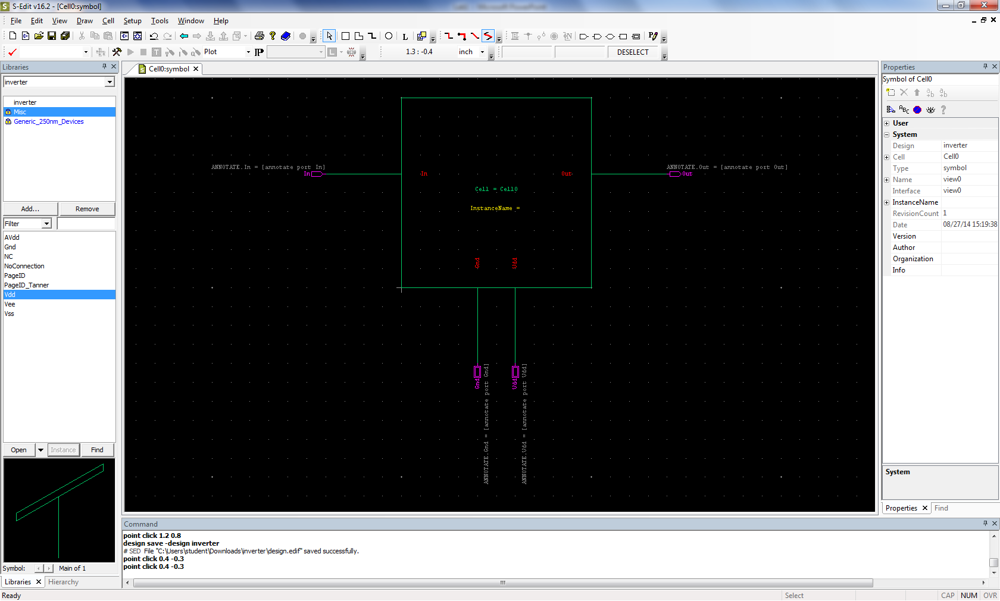 S-Edit v16.2 - [Cell0:symbol]
File Edit View Draw Cell Setup Tools Window Help
Plot
1.3 : -0.4
inch
DESELECT
Libraries
inverter
inverter
Misc
Generic_250nm_Devices
Add...
Remove
Filter
AVdd
Gnd
NC
NoConnection
PageID
PageID_Tanner
Vdd
Vee
Vss
Open
Instance
Find
Symbol:
Main of 1
Libraries
Hierarchy
Cell0:symbol
ANNOTATE.In = [annotate port In]
In
In
Out
ANNOTATE.Out = [annotate port Out]
Out
Cell = Cell0
InstanceName =
Gnd
Vdd
Gnd
ANNOTATE.Gnd = [annotate port Gnd]
Vdd
ANNOTATE.Vdd = [annotate port Vdd]
Command
point click 1.2 0.8
design save -design inverter
# SED File "C:\Users\student\Downloads\inverter\design.edif" saved successfully.
point click 0.4 -0.3
point click 0.4 -0.3
Properties
Symbol of Cell0
User
System
Design inverter
Cell Cell0
Type symbol
Name view0
Interface view0
InstanceName
RevisionCount 1
Date 08/27/14 15:19:38
Version
Author
Organization
Info
System
Properties
Find
Ready
Select
CAP NUM OVR